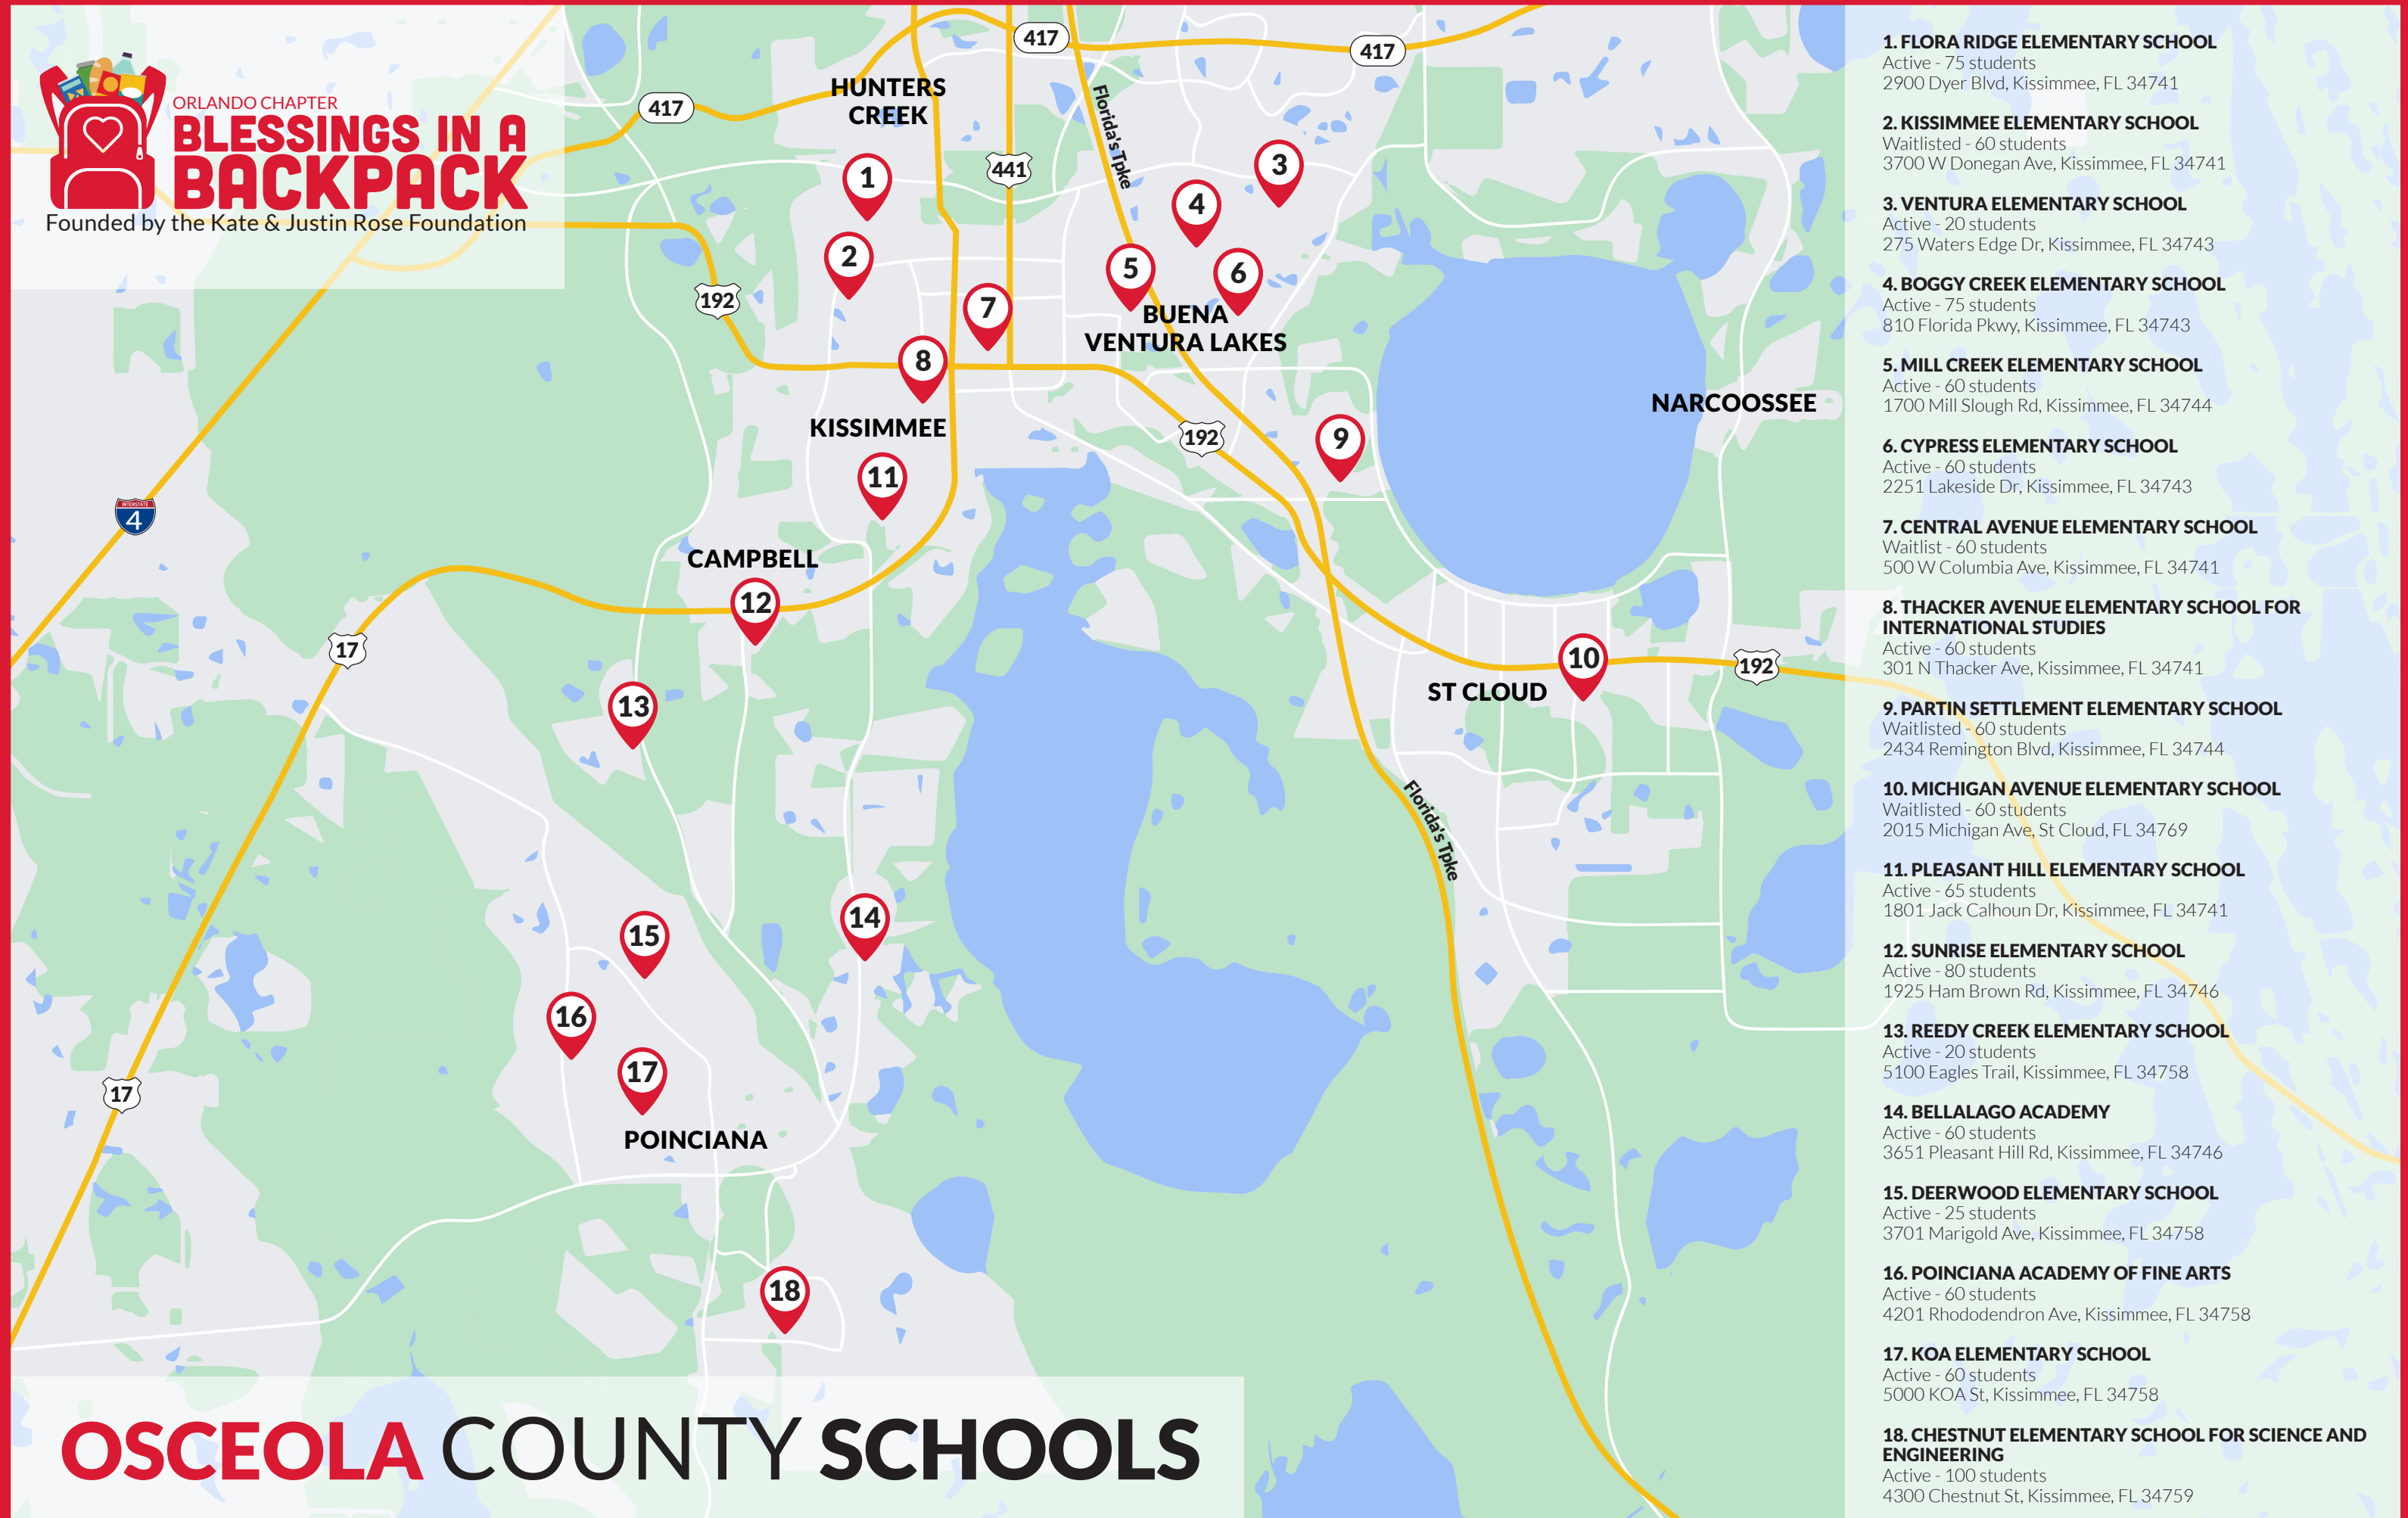 ORLANDO CHAPTER
BLESSINGS IN A
BACKPACK
Founded by the Kate & Justin Rose Foundation
417
417
417
HUNTERS
CREEK
Florida's Tpke
441
1
2
3
4
5
6
7
8
192
BUENA
VENTURA LAKES
KISSIMMEE
NARCOOSSEE
192
9
11
INTERSTATE
4
CAMPBELL
12
17
10
192
ST CLOUD
13
Florida's Tpke
14
15
16
17
17
POINCIANA
18
OSCEOLA COUNTY SCHOOLS
1. FLORA RIDGE ELEMENTARY SCHOOL
Active - 75 students
2900 Dyer Blvd, Kissimmee, FL 34741
2. KISSIMMEE ELEMENTARY SCHOOL
Waitlisted - 60 students
3700 W Donegan Ave, Kissimmee, FL 34741
3. VENTURA ELEMENTARY SCHOOL
Active - 20 students
275 Waters Edge Dr, Kissimmee, FL 34743
4. BOGGY CREEK ELEMENTARY SCHOOL
Active - 75 students
810 Florida Pkwy, Kissimmee, FL 34743
5. MILL CREEK ELEMENTARY SCHOOL
Active - 60 students
1700 Mill Slough Rd, Kissimmee, FL 34744
6. CYPRESS ELEMENTARY SCHOOL
Active - 60 students
2251 Lakeside Dr, Kissimmee, FL 34743
7. CENTRAL AVENUE ELEMENTARY SCHOOL
Waitlist - 60 students
500 W Columbia Ave, Kissimmee, FL 34741
8. THACKER AVENUE ELEMENTARY SCHOOL FOR
INTERNATIONAL STUDIES
Active - 60 students
301 N Thacker Ave, Kissimmee, FL 34741
9. PARTIN SETTLEMENT ELEMENTARY SCHOOL
Waitlisted - 60 students
2434 Remington Blvd, Kissimmee, FL 34744
10. MICHIGAN AVENUE ELEMENTARY SCHOOL
Waitlisted - 60 students
2015 Michigan Ave, St Cloud, FL 34769
11. PLEASANT HILL ELEMENTARY SCHOOL
Active - 65 students
1801 Jack Calhoun Dr, Kissimmee, FL 34741
12. SUNRISE ELEMENTARY SCHOOL
Active - 80 students
1925 Ham Brown Rd, Kissimmee, FL 34746
13. REEDY CREEK ELEMENTARY SCHOOL
Active - 20 students
5100 Eagles Trail, Kissimmee, FL 34758
14. BELLALAGO ACADEMY
Active - 60 students
3651 Pleasant Hill Rd, Kissimmee, FL 34746
15. DEERWOOD ELEMENTARY SCHOOL
Active - 25 students
3701 Marigold Ave, Kissimmee, FL 34758
16. POINCIANA ACADEMY OF FINE ARTS
Active - 60 students
4201 Rhododendron Ave, Kissimmee, FL 34758
17. KOA ELEMENTARY SCHOOL
Active - 60 students
5000 KOA St, Kissimmee, FL 34758
18. CHESTNUT ELEMENTARY SCHOOL FOR SCIENCE AND
ENGINEERING
Active - 100 students
4300 Chestnut St, Kissimmee, FL 34759